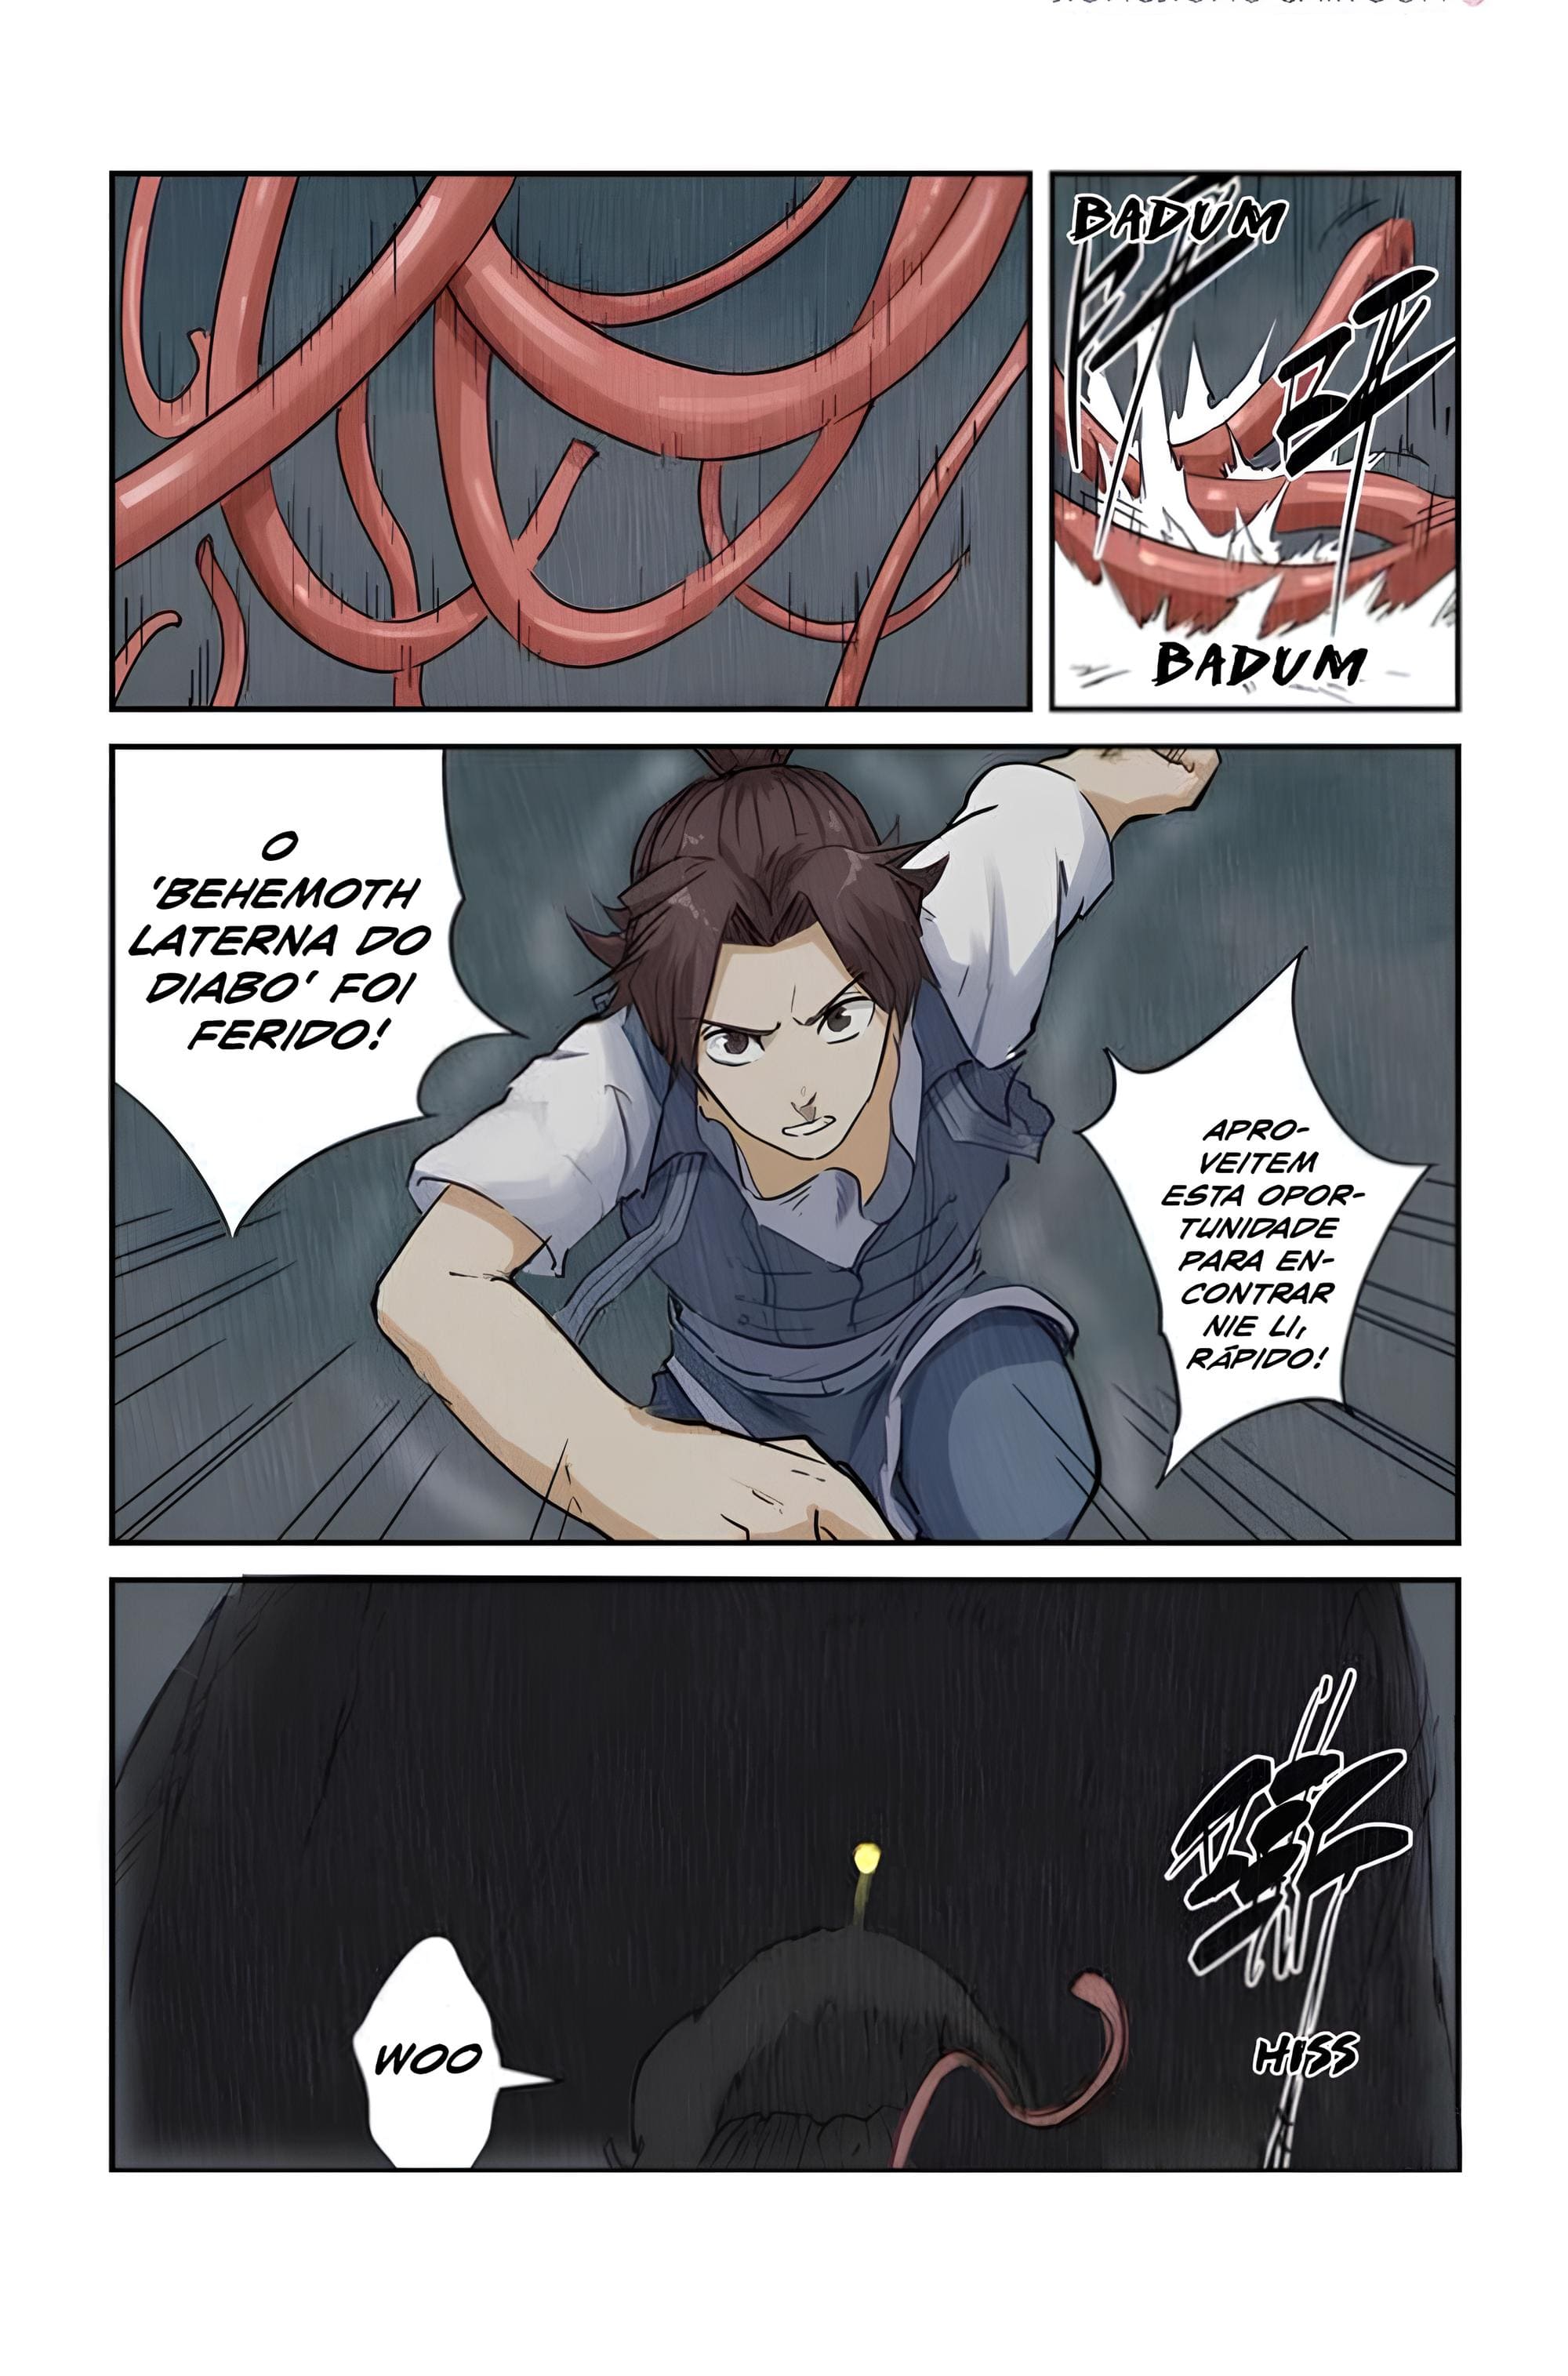 BADUM
BADUM
O
'BEHEMOTH
LATERNA DO
DIABO' FOI
FERIDO!
APRO-
VEITEM
ESTA OPOR-
TUNIDADE
PARA EN-
CONTRAR
NIE LI,
RÁPIDO!
WOO
HISS